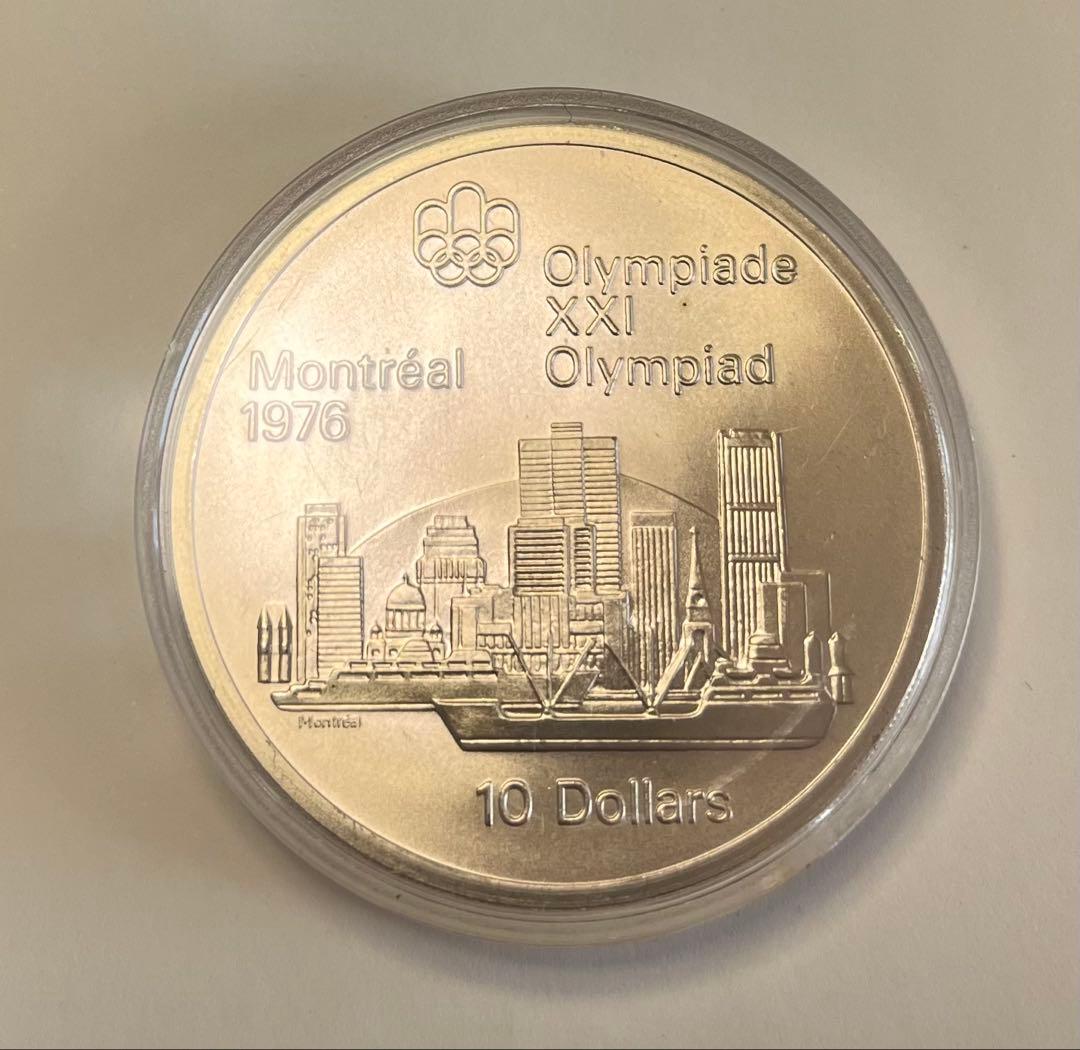 Olympiade
XXI
Olympiad
Montréal
1976
Montréal
10 Dollars